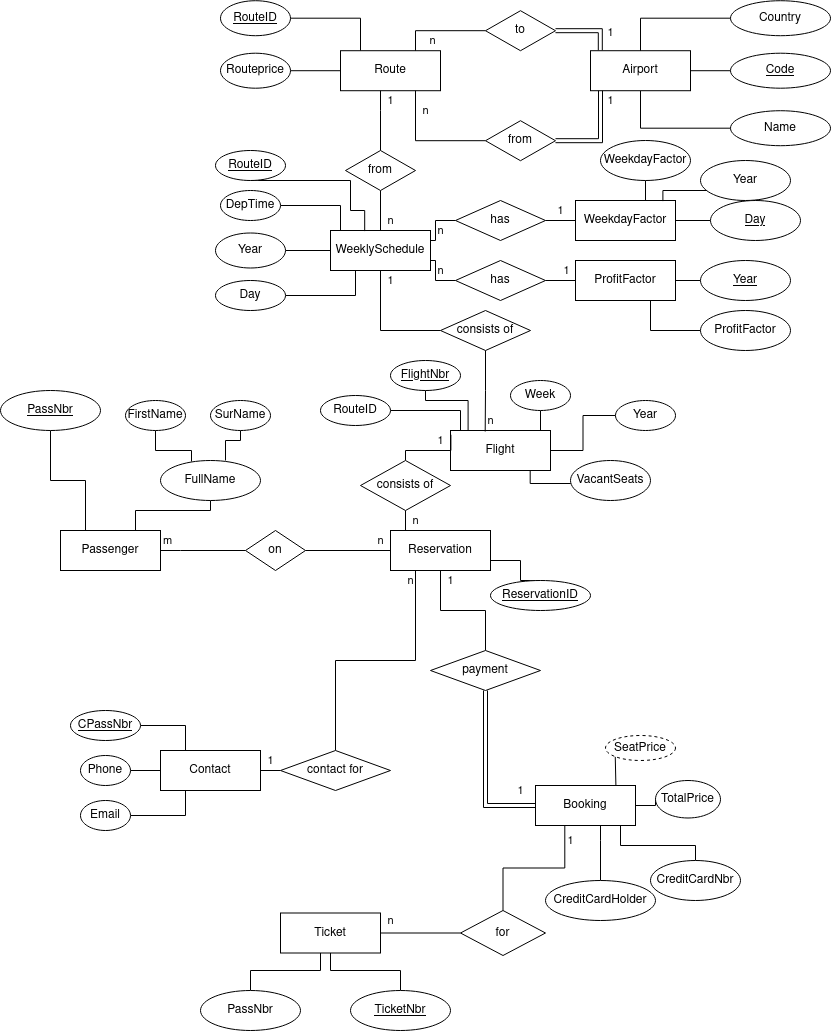 RouteID
to
Country
n
1
Routeprice
Route
Airport
Code
1
1
n
from
Name
RouteID
from
WeekdayFactor
Year
DepTime
n
has
1
WeekdayFactor
Day
n
Year
WeeklySchedule
n
has
1
ProfitFactor
Year
Day
1
consists of
ProfitFactor
FlightNbr
Week
RouteID
n
Year
PassNbr
FirstName
SurName
1
Flight
FullName
consists of
VacantSeats
n
m
n
Passenger
on
Reservation
n
1
ReservationID
payment
CPassNbr
SeatPrice
1
Phone
Contact
contact for
1
TotalPrice
Booking
Email
1
CreditCardNbr
CreditCardHolder
n
Ticket
for
PassNbr
TicketNbr